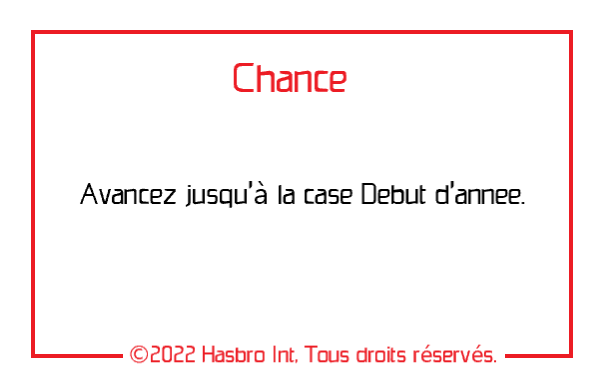 Chance
Avancez jusqu'à la case Debut d'annee.
©2022 Hasbro Int. Tous droits réservés.